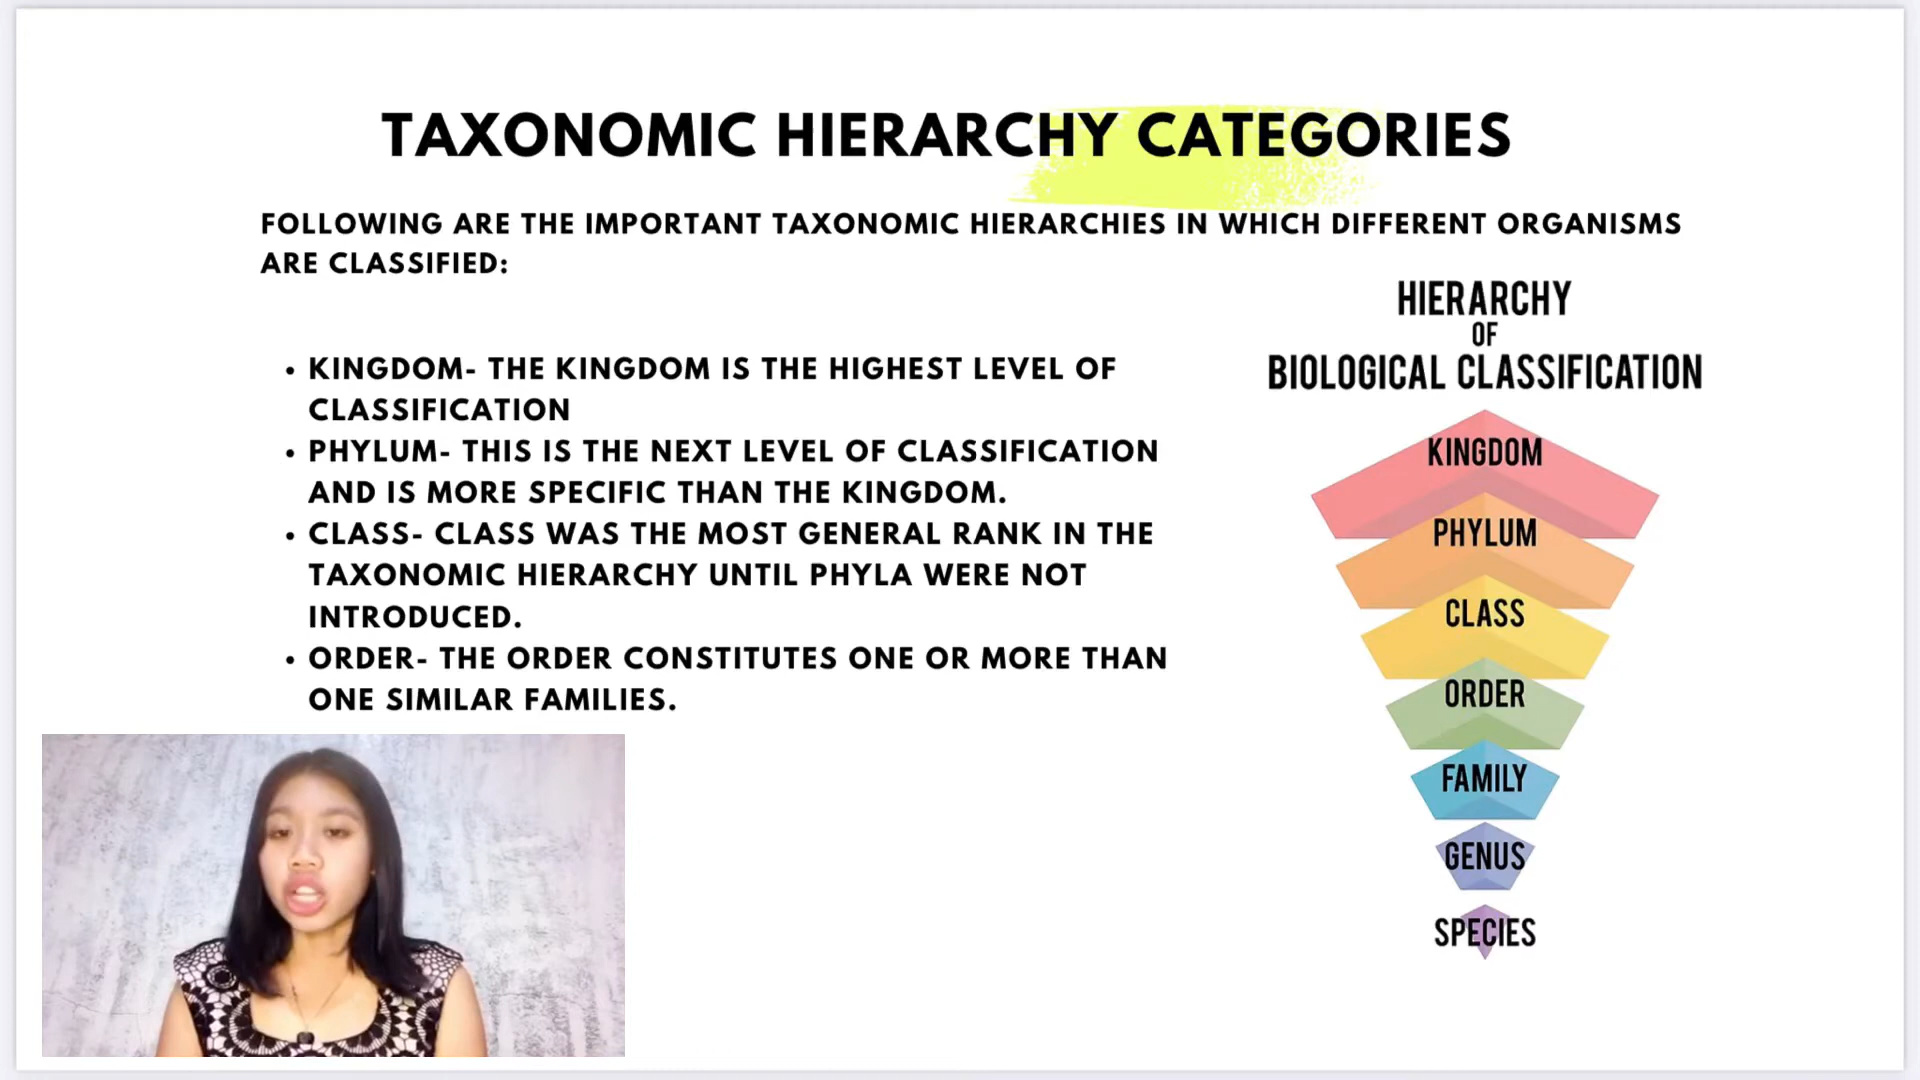 TAXONOMIC HIERARCHY CATEGORIES
FOLLOWING ARE THE IMPORTANT TAXONOMIC HIERARCHIES IN WHICH DIFFERENT ORGANISMS
ARE CLASSIFIED:
• KINGDOM- THE KINGDOM IS THE HIGHEST LEVEL OF
CLASSIFICATION
• PHYLUM- THIS IS THE NEXT LEVEL OF CLASSIFICATION
AND IS MORE SPECIFIC THAN THE KINGDOM.
• CLASS- CLASS WAS THE MOST GENERAL RANK IN THE
TAXONOMIC HIERARCHY UNTIL PHYLA WERE NOT
INTRODUCED.
• ORDER- THE ORDER CONSTITUTES ONE OR MORE THAN
ONE SIMILAR FAMILIES.
HIERARCHY
OF
BIOLOGICAL CLASSIFICATION
KINGDOM
PHYLUM
CLASS
ORDER
FAMILY
GENUS
SPECIES